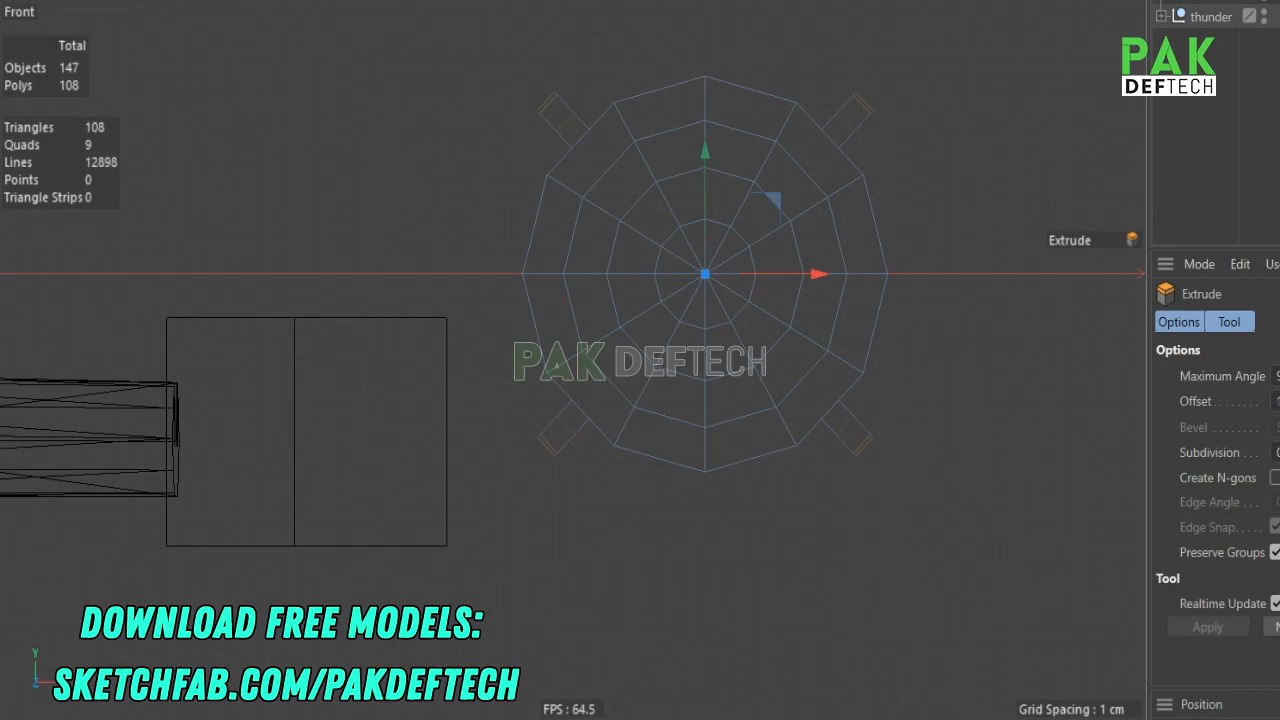 Front
thunder
Total
Objects 147
Polys 108
PAK
DEFTECH
Triangles 108
Quads 9
Lines 12898
Points 0
Triangle Strips 0
Extrude
Mode Edit
Extrude
Options Tool
Options
Maximum Angle
Offset
Bevel
Subdivision
Create N-gons
Edge Angle
Edge Snap
Preserve Groups
PAK DEFTECH
Tool
Realtime Update
Apply
DOWNLOAD FREE MODELS:
SKETCHFAB.COM/PAKDEFTECH
Y
FPS : 64.5
Grid Spacing : 1 cm
Position